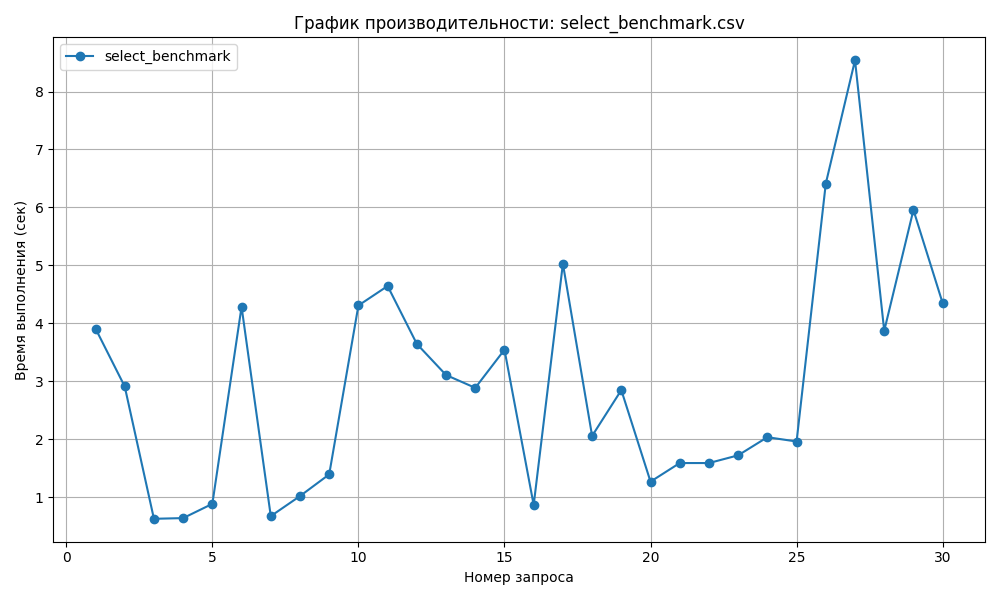 График производительности: select_benchmark.csv
select_benchmark
Время выполнения (сек)
8
7
6
5
4
3
2
1
0 5 10 15 20 25 30
Номер запроса